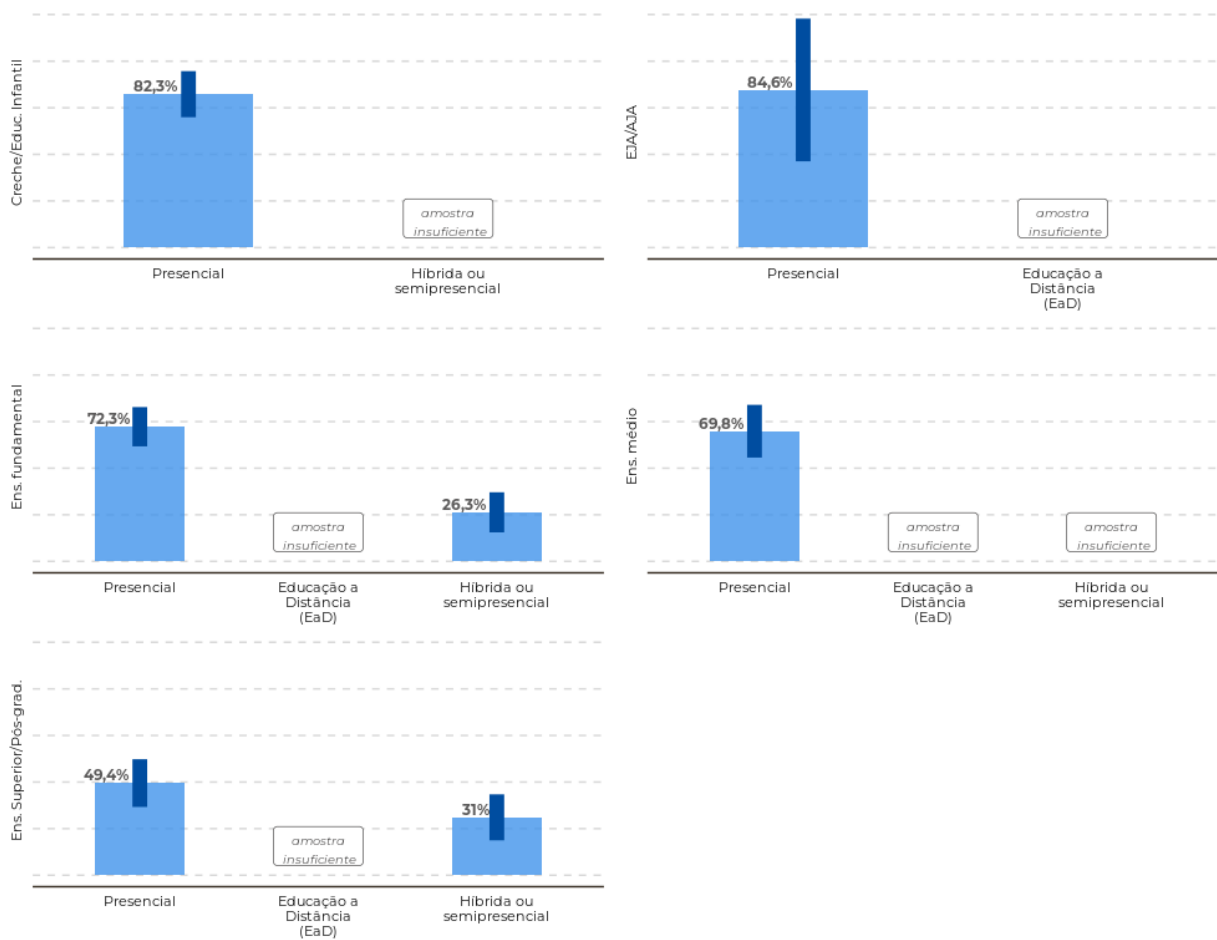 Creche/Educ. Infantil
82,3%
amostra
insuficiente
Presencial
Híbrida ou
semipresencial
EJA/AJA
84,6%
amostra
insuficiente
Presencial
Educação a
Distância
(EaD)
Ens. fundamental
72,3%
amostra
insuficiente
26,3%
Presencial
Educação a
Distância
(EaD)
Híbrida ou
semipresencial
Ens. médio
69,8%
amostra
insuficiente
amostra
insuficiente
Presencial
Educação a
Distância
(EaD)
Híbrida ou
semipresencial
Ens. Superior/Pós-grad.
49,4%
amostra
insuficiente
31%
Presencial
Educação a
Distância
(EaD)
Híbrida ou
semipresencial